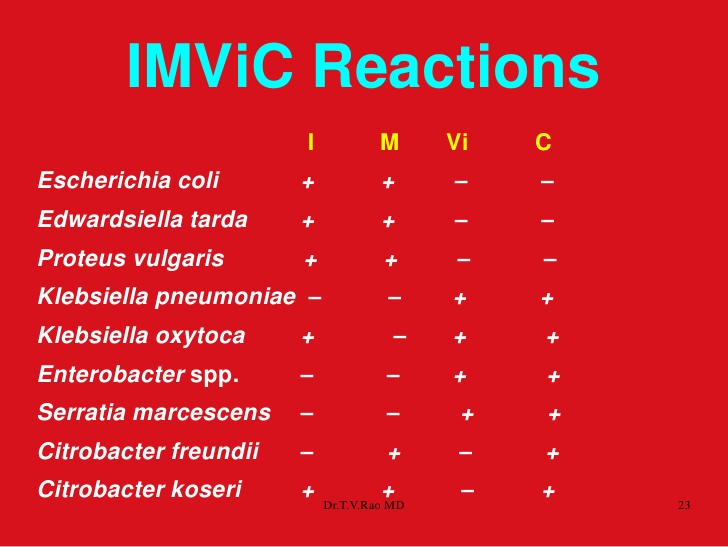 IMViC Reactions
I M Vi C
Escherichia coli + + – –
Edwardsiella tarda + + – –
Proteus vulgaris + + – –
Klebsiella pneumoniae – – + +
Klebsiella oxytoca + – + +
Enterobacter spp. – – + +
Serratia marcescens – – + +
Citrobacter freundii – + – +
Citrobacter koseri + + – +
Dr.T.V.Rao MD 23